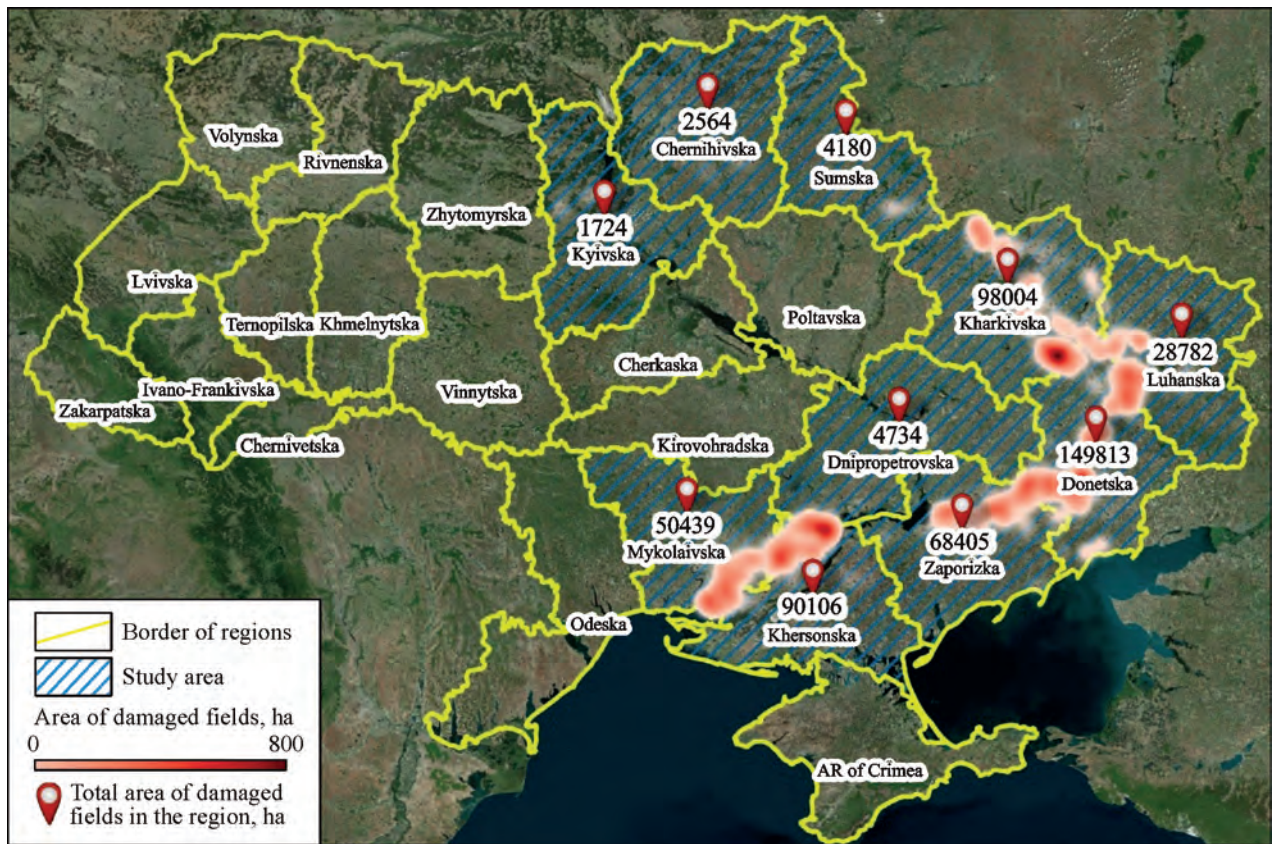 2564
Chernihivska
4180
Sumska
Volynska
Rivnenska
Zhytomyrska
1724
Kyivska
Lvivska
Ternopilska
Khmelnytska
Poltavska
98004
Kharkivska
28782
Luhanska
Cherkaska
Vinnytska
Ivano-Frankivska
Zakarpatska
Chernivetska
Kirovohradska
4734
Dnipropetrovska
149813
Donetska
50439
Mykolaivska
68405
Zaporizka
90106
Khersonska
Odeska
AR of Crimea
Border of regions
Study area
Area of damaged fields, ha
0 800
Total area of damaged
fields in the region, ha